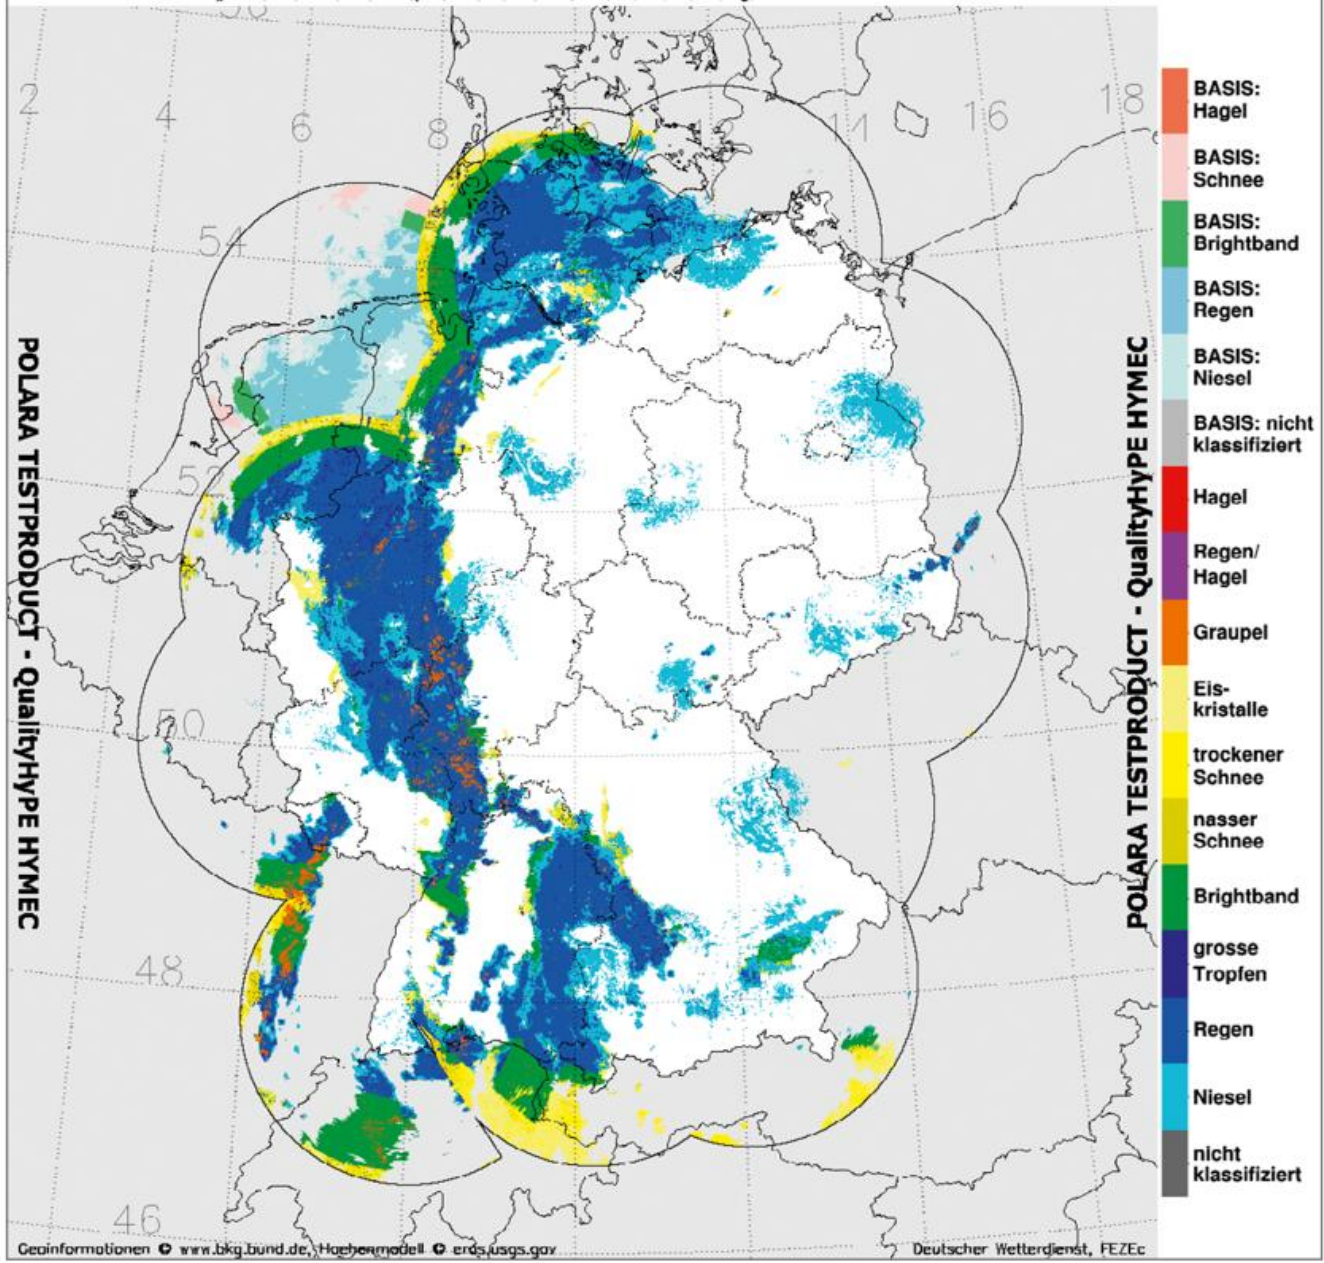 2
4
6
8
12
14
16
18
54
52
50
48
46
POLARA TESTPRODUCT - QualityHyPE HYMEC
POLARA TESTPRODUCT - QualityHyPE HYMEC
BASIS:
Hagel
BASIS:
Schnee
BASIS:
Brightband
BASIS:
Regen
BASIS:
Niesel
BASIS: nicht
klassifiziert
Hagel
Regen/
Hagel
Graupel
Eis-
kristalle
trockener
Schnee
nasser
Schnee
Brightband
grosse
Tropfen
Regen
Niesel
nicht
klassifiziert
Geoinformationen © www.bkg.bund.de, Hoehenmodell © eros.usgs.gov
Deutscher Wetterdienst, FEZEc